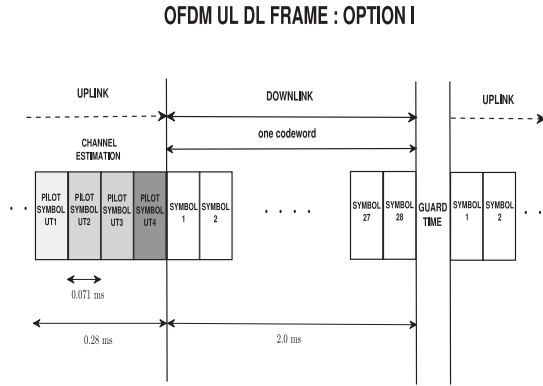 OFDM UL DL FRAME : OPTION I
UPLINK
DOWNLINK
UPLINK
one codeword
CHANNEL
ESTIMATION
PILOT
SYMBOL
UT1
PILOT
SYMBOL
UT2
PILOT
SYMBOL
UT3
PILOT
SYMBOL
UT4
SYMBOL
1
SYMBOL
2
. . . .
SYMBOL
27
SYMBOL
28
GUARD
TIME
SYMBOL
1
SYMBOL
2
0.071 ms
0.28 ms
2.0 ms